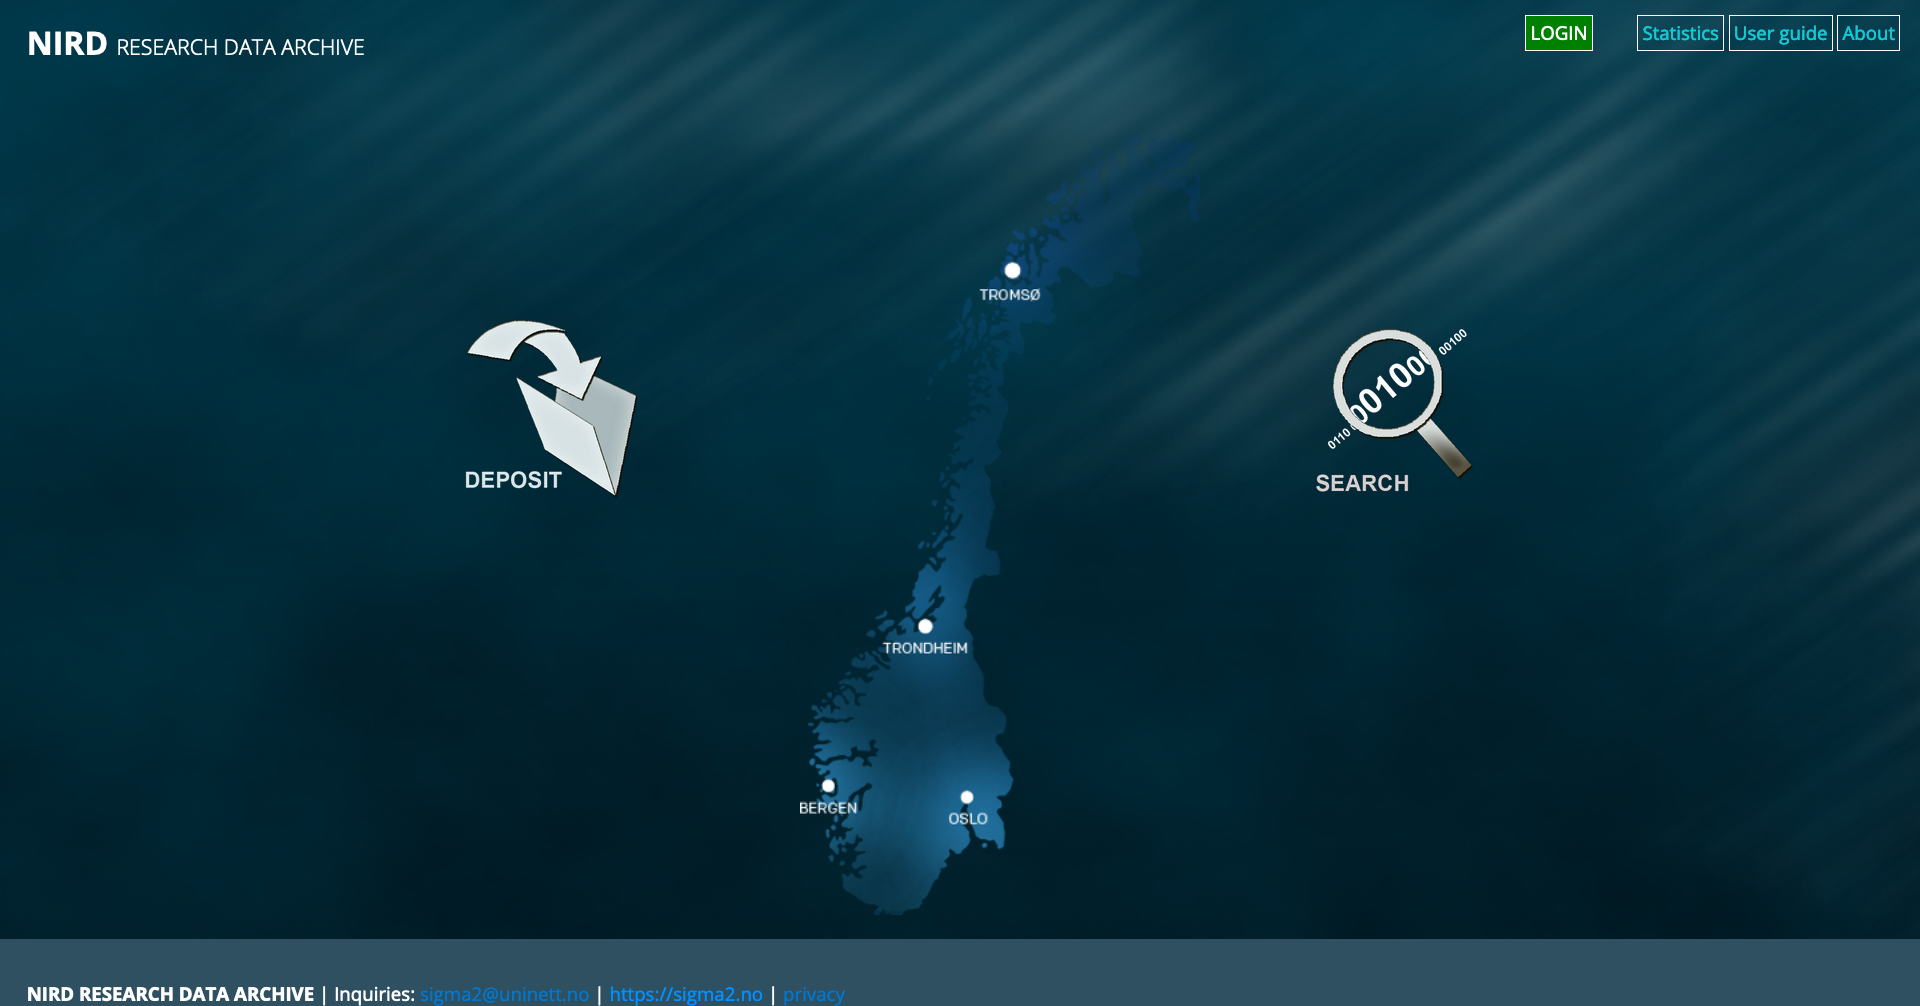 NIRD RESEARCH DATA ARCHIVE
LOGIN
Statistics
User guide
About
TROMSØ
DEPOSIT
00100
001000
0110
SEARCH
TRONDHEIM
BERGEN
OSLO
NIRD RESEARCH DATA ARCHIVE | Inquiries: sigma2@uninett.no | https://sigma2.no | privacy